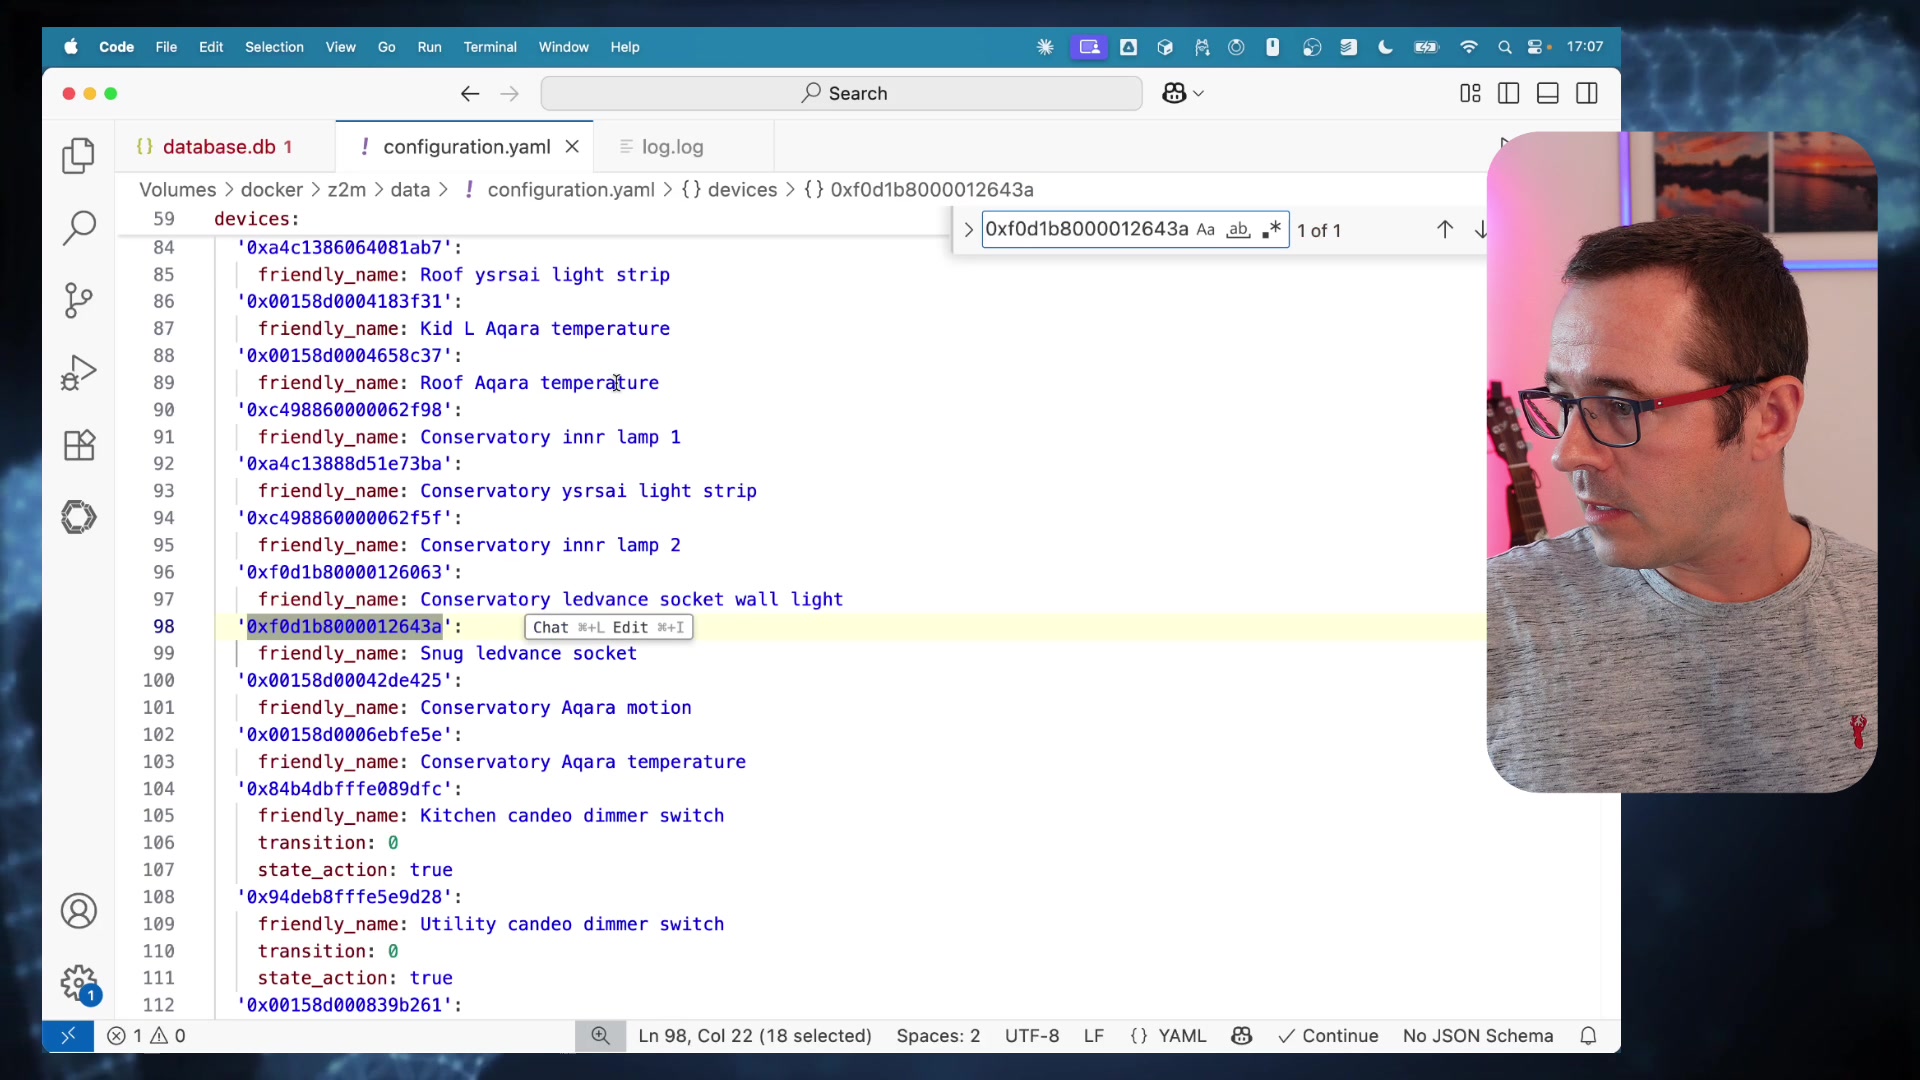 Code File Edit Selection View Go Run Terminal Window Help 17:07
Search
{} database.db 1 ! configuration.yaml log.log
Volumes > docker > z2m > data > ! configuration.yaml > {} devices > {} 0xf0d1b8000012643a
0xf0d1b8000012643a Aa ab .* 1 of 1
59 devices:
84 '0xa4c1386064081ab7':
85 friendly_name: Roof ysrsai light strip
86 '0x00158d0004183f31':
87 friendly_name: Kid L Aqara temperature
88 '0x00158d0004658c37':
89 friendly_name: Roof Aqara temperature
90 '0xc498860000062f98':
91 friendly_name: Conservatory innr lamp 1
92 '0xa4c13888d51e73ba':
93 friendly_name: Conservatory ysrsai light strip
94 '0xc498860000062f5f':
95 friendly_name: Conservatory innr lamp 2
96 '0xf0d1b80000126063':
97 friendly_name: Conservatory ledvance socket wall light
98 '0xf0d1b8000012643a': Chat ⌘+L Edit ⌘+I
99 friendly_name: Snug ledvance socket
100 '0x00158d00042de425':
101 friendly_name: Conservatory Aqara motion
102 '0x00158d0006ebfe5e':
103 friendly_name: Conservatory Aqara temperature
104 '0x84b4dbfffe089dfc':
105 friendly_name: Kitchen candeo dimmer switch
106 transition: 0
107 state_action: true
108 '0x94deb8fffe5e9d28':
109 friendly_name: Utility candeo dimmer switch
110 transition: 0
111 state_action: true
112 '0x00158d000839b261':
1
1 0 Ln 98, Col 22 (18 selected) Spaces: 2 UTF-8 LF {} YAML Continue No JSON Schema